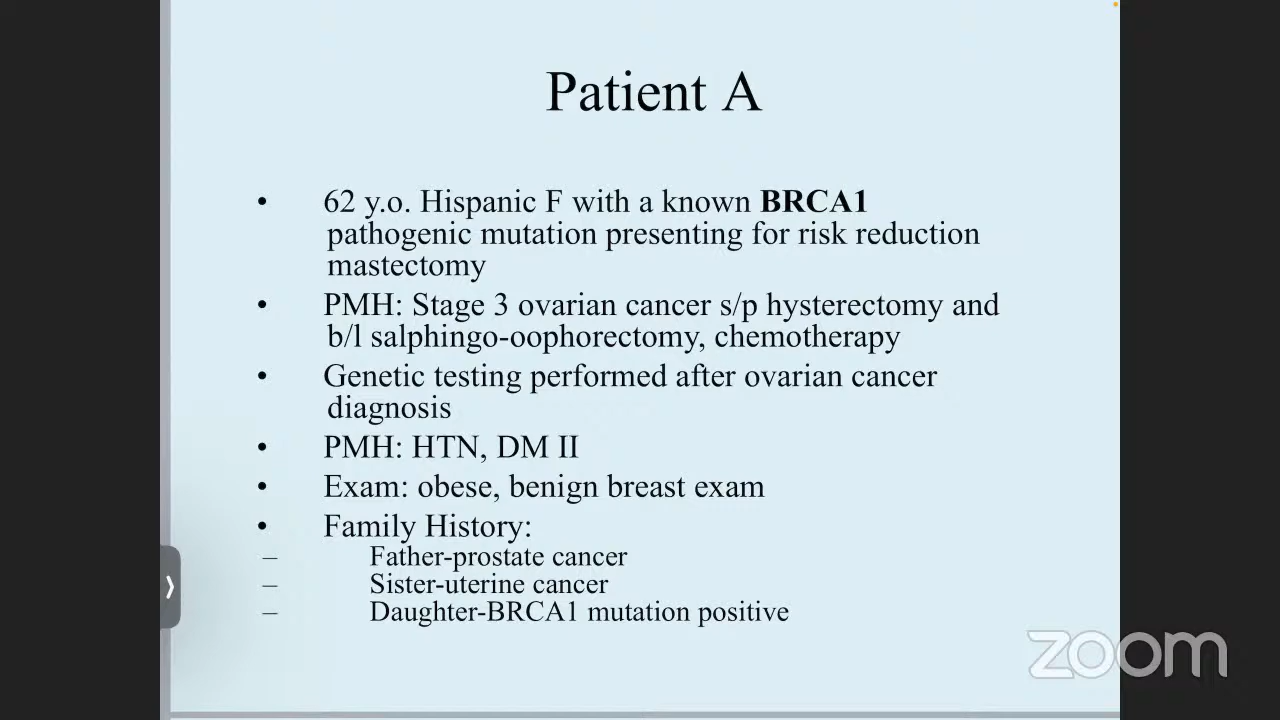 Patient A
• 62 y.o. Hispanic F with a known BRCA1
pathogenic mutation presenting for risk reduction
mastectomy
• PMH: Stage 3 ovarian cancer s/p hysterectomy and
b/l salphingo-oophorectomy, chemotherapy
• Genetic testing performed after ovarian cancer
diagnosis
• PMH: HTN, DM II
• Exam: obese, benign breast exam
• Family History:
– Father-prostate cancer
– Sister-uterine cancer
– Daughter-BRCA1 mutation positive
zoom